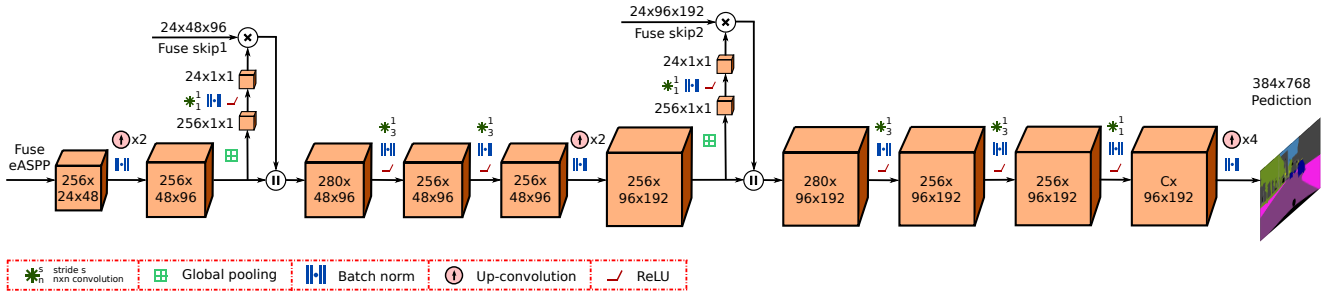 24x48x96
Fuse skip1
24x1x1
1
1
256x1x1
Fuse
eASPP
x2
256x
24x48
256x
48x96
280x
48x96
1
3
256x
48x96
1
3
256x
48x96
x2
256x
96x192
24x96x192
Fuse skip2
24x1x1
1
1
256x1x1
280x
96x192
1
3
256x
96x192
1
3
256x
96x192
1
1
Cx
96x192
x4
384x768
Pediction
s
n
stride s
nxn convolution
Global pooling
Batch norm
Up-convolution
ReLU